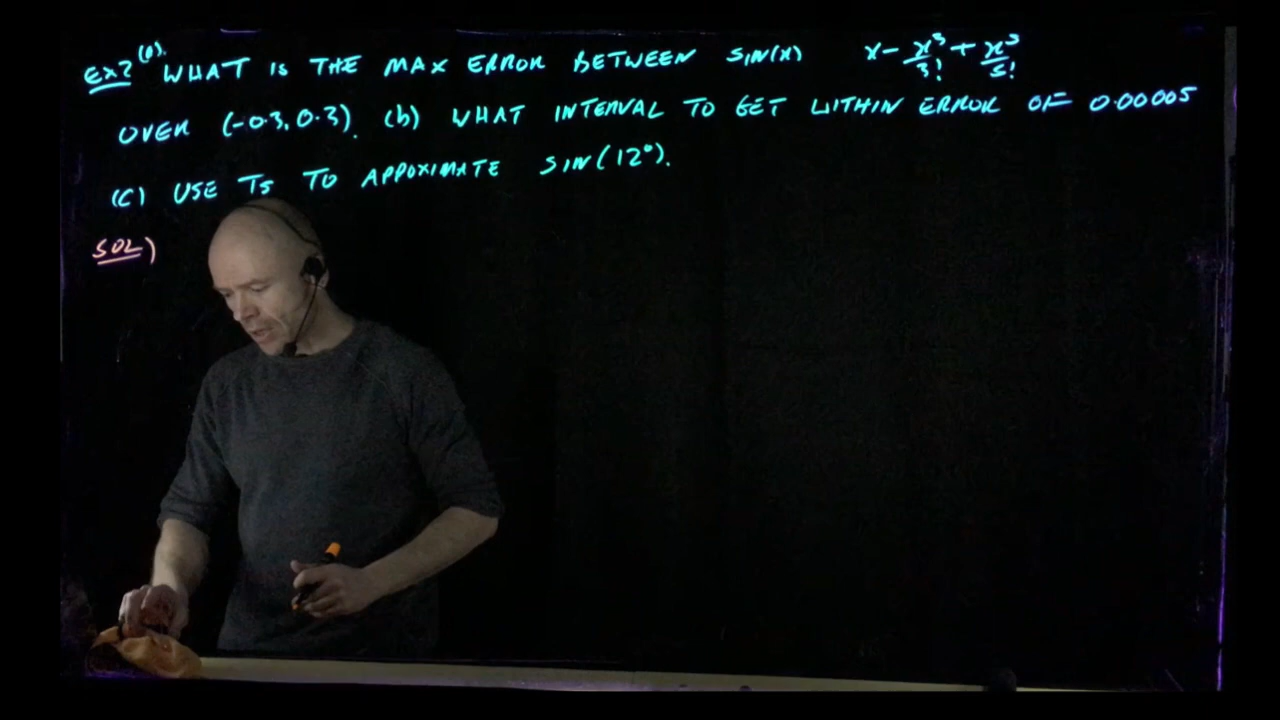 Ex2 (a). WHAT IS THE MAX ERROR BETWEEN SIN(x) x - x³/3! + x⁵/5!
OVER (-0.3, 0.3). (b) WHAT INTERVAL TO GET WITHIN ERROR OF 0.00005
(C) USE T5 TO APPOXIMATE SIN(12°).
SOL)